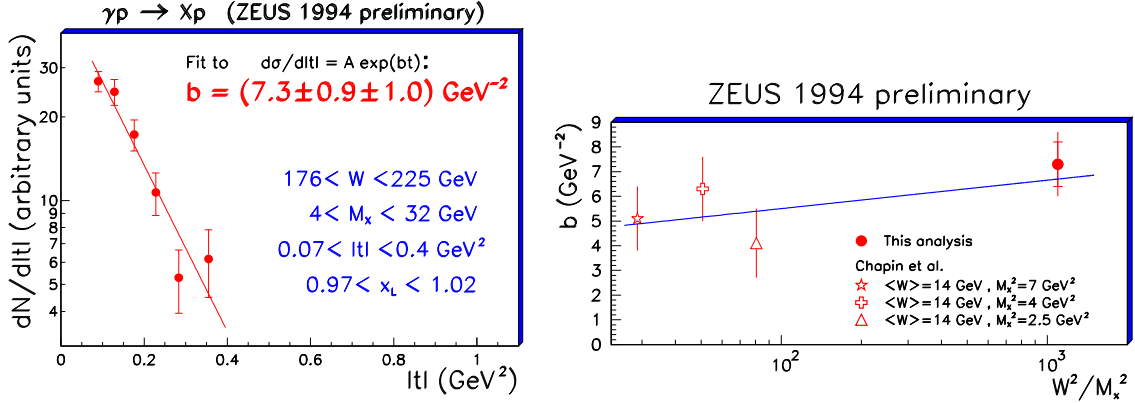 γp → Xp (ZEUS 1994 preliminary)
dN/d|t| (arbitrary units)
30
20
10
9
8
7
6
5
4
Fit to dσ/d|t| = A exp(bt):
b = (7.3±0.9±1.0) GeV⁻²
176< W <225 GeV
4< Mₓ < 32 GeV
0.07< |t| <0.4 GeV²
0.97< x_L < 1.02
0 0.2 0.4 0.6 0.8 1
|t| (GeV²)
ZEUS 1994 preliminary
b (GeV⁻²)
9
8
7
6
5
4
3
2
1
0
This analysis
Chapin et al.
<W>=14 GeV , Mₓ²=7 GeV²
<W>=14 GeV , Mₓ²=4 GeV²
<W>=14 GeV , Mₓ²=2.5 GeV²
10² 10³
W²/Mₓ²